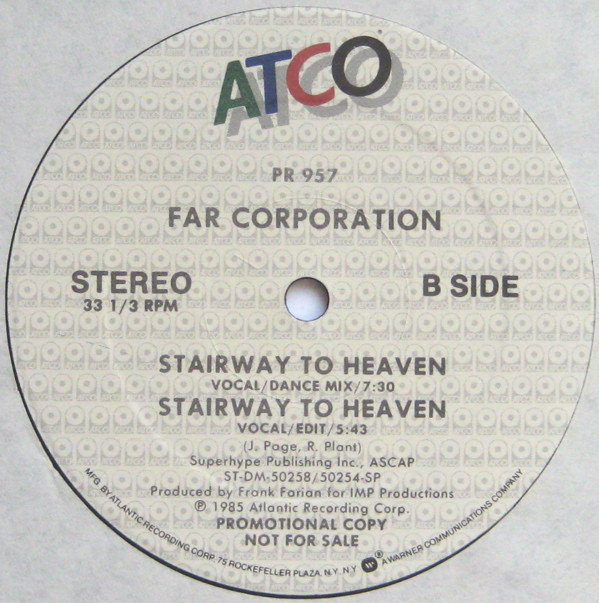 ATCO
PR 957
FAR CORPORATION
STEREO
33 1/3 RPM
B SIDE
STAIRWAY TO HEAVEN
VOCAL/DANCE MIX/7:30
STAIRWAY TO HEAVEN
VOCAL/EDIT/5:43
(J. Page, R. Plant)
Superhype Publishing Inc., ASCAP
ST-DM-50258/50254-SP
Produced by Frank Farian for IMP Productions
℗ 1985 Atlantic Recording Corp.
PROMOTIONAL COPY
NOT FOR SALE
MFG. BY ATLANTIC RECORDING CORP. 75 ROCKEFELLER PLAZA, N.Y. N.Y. ® A WARNER COMMUNICATIONS COMPANY